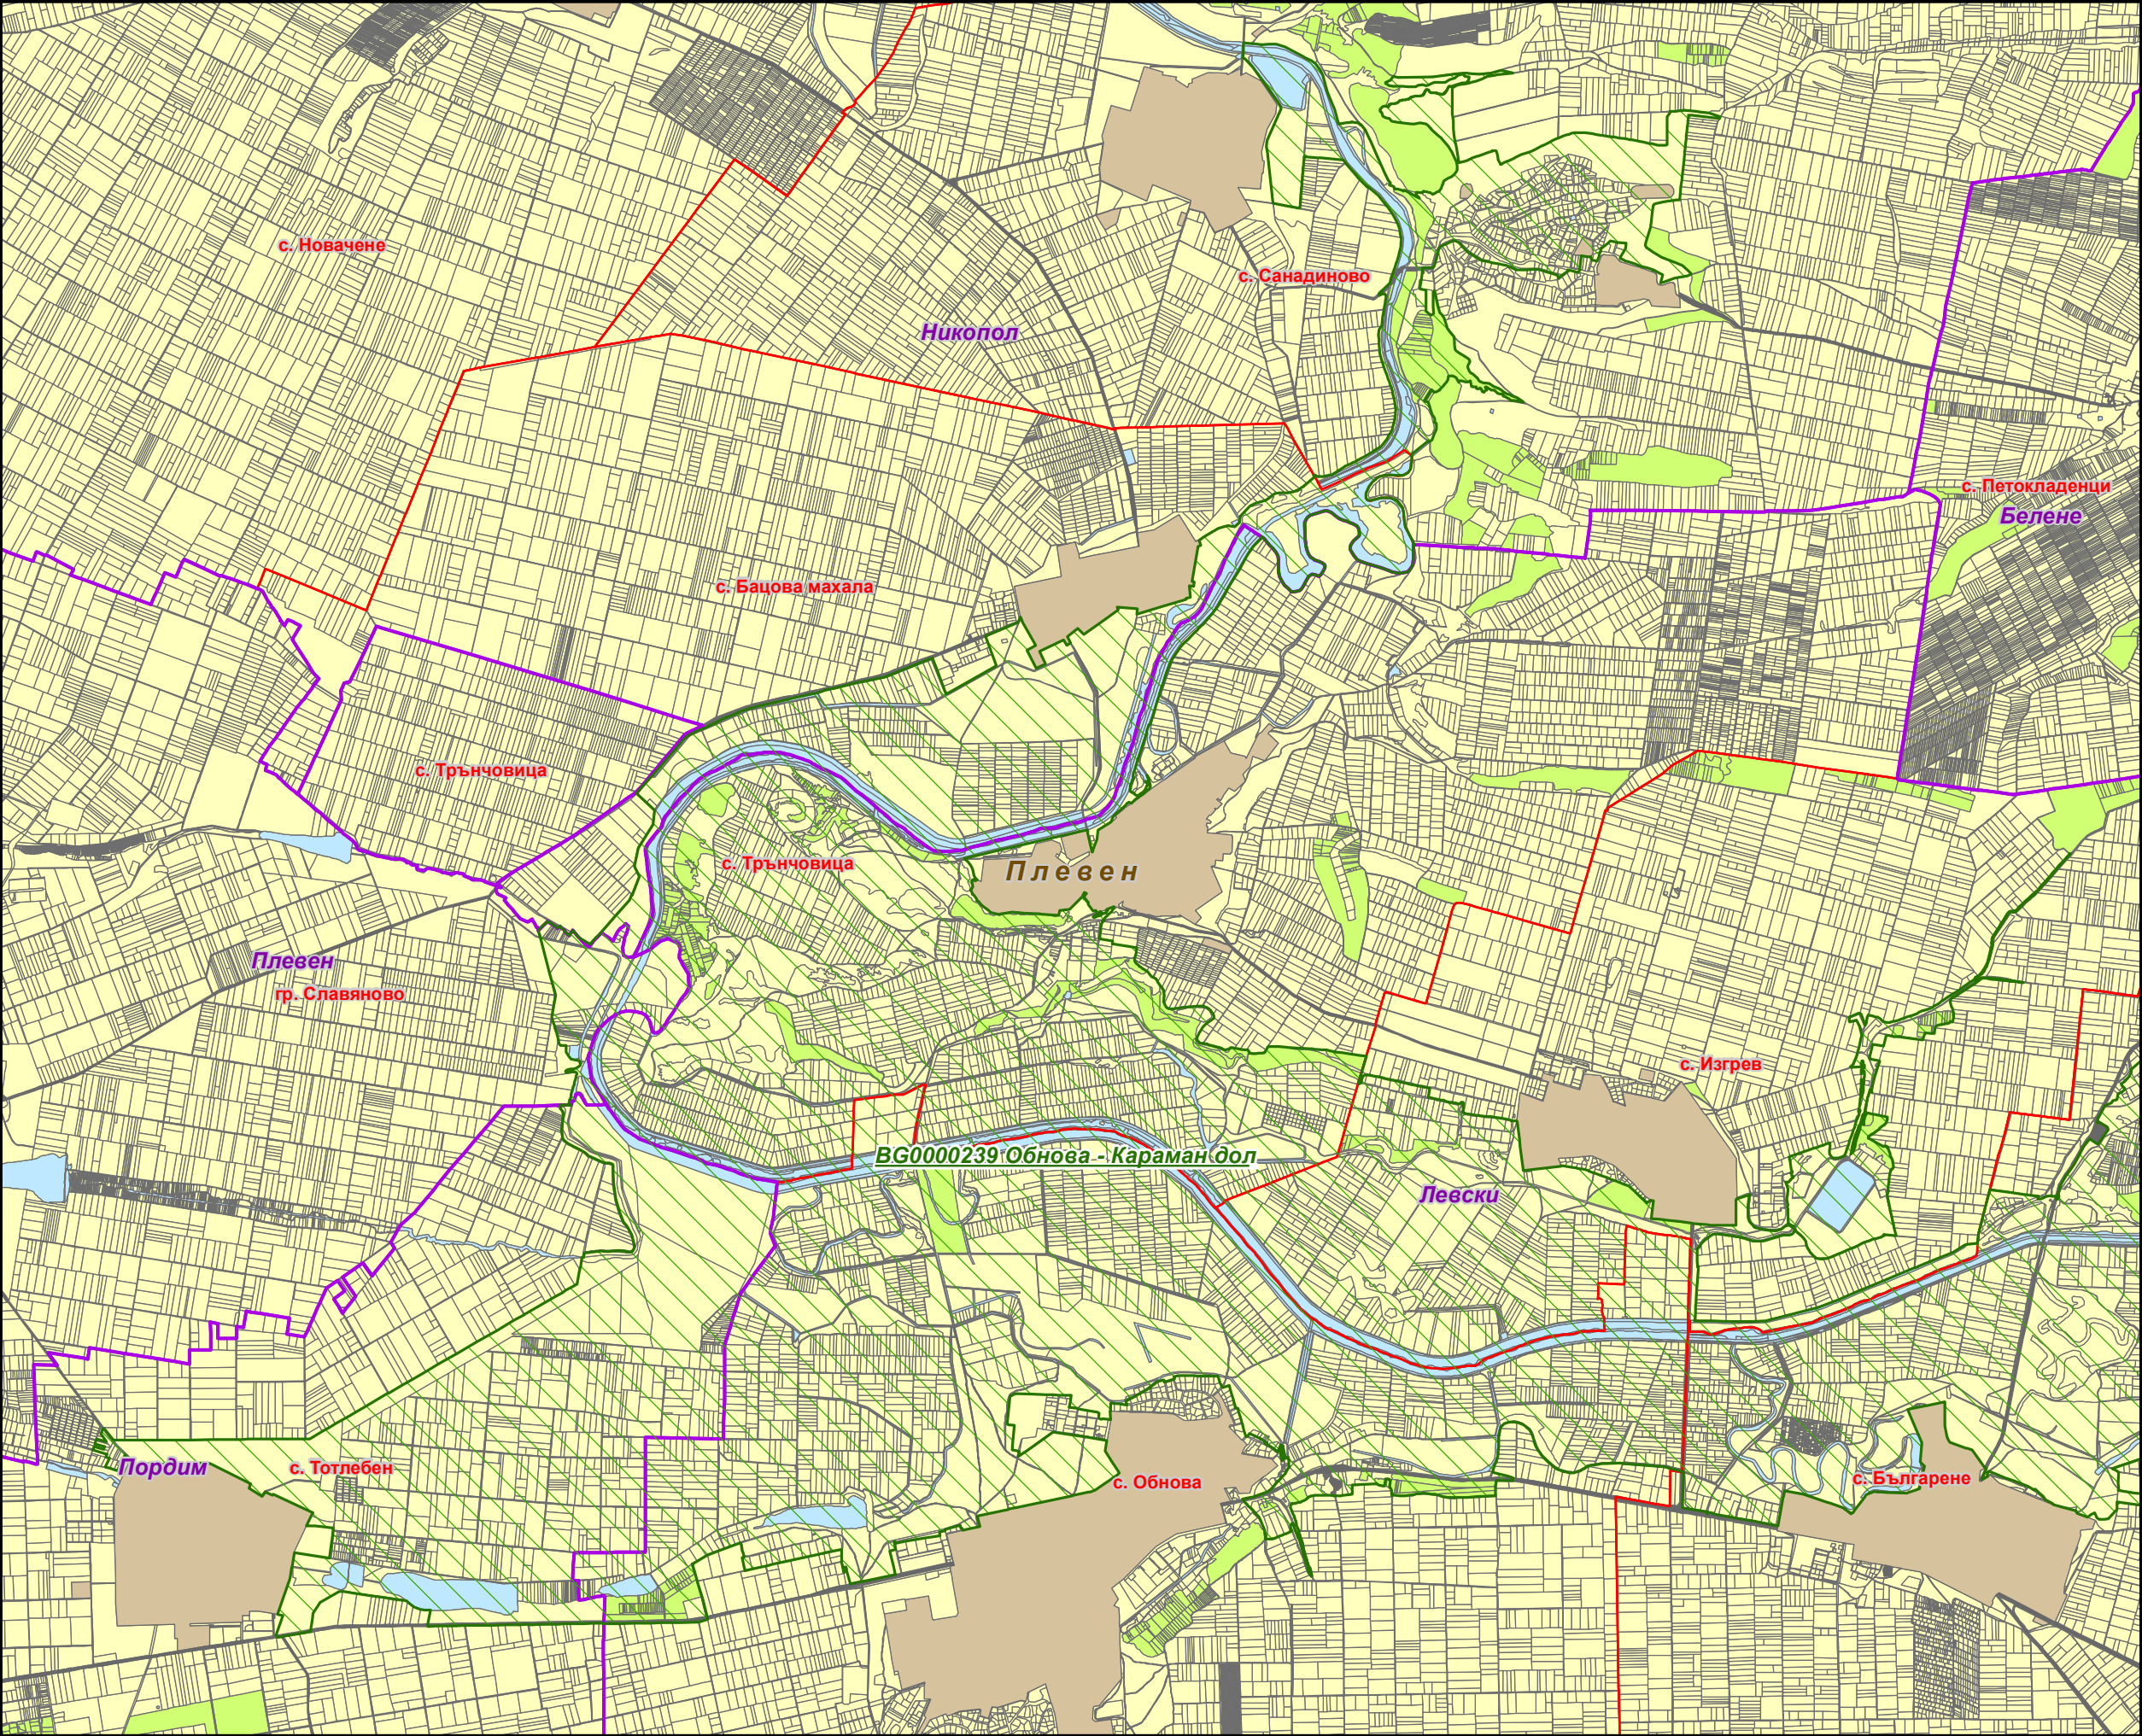 с. Новачене
с. Санадиново
Никопол
с. Петокладенци
Белене
с. Бацова махала
с. Трънчовица
с. Трънчовица
Плевен
Плевен
гр. Славяново
с. Изгрев
BG0000239 Обнова - Караман дол
Левски
Пордим
с. Тотлебен
с. Обнова
с. Българене